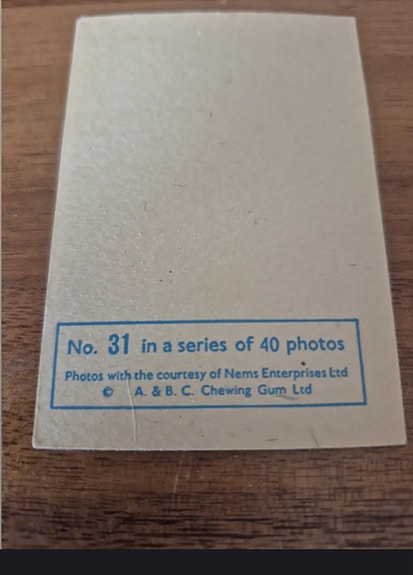 No. 31 in a series of 40 photos
Photos with the courtesy of Nems Enterprises Ltd
© A. & B. C. Chewing Gum Ltd